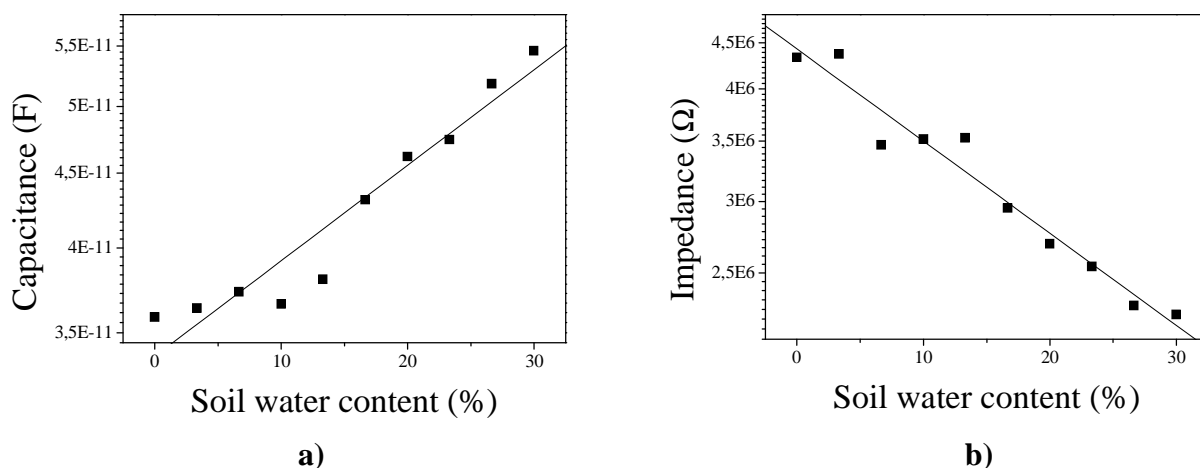 5,5E-11
5E-11
4,5E-11
4E-11
3,5E-11
Capacitance (F)
0 10 20 30
Soil water content (%)
a)
4,5E6
4E6
3,5E6
3E6
2,5E6
Impedance (Ω)
0 10 20 30
Soil water content (%)
b)